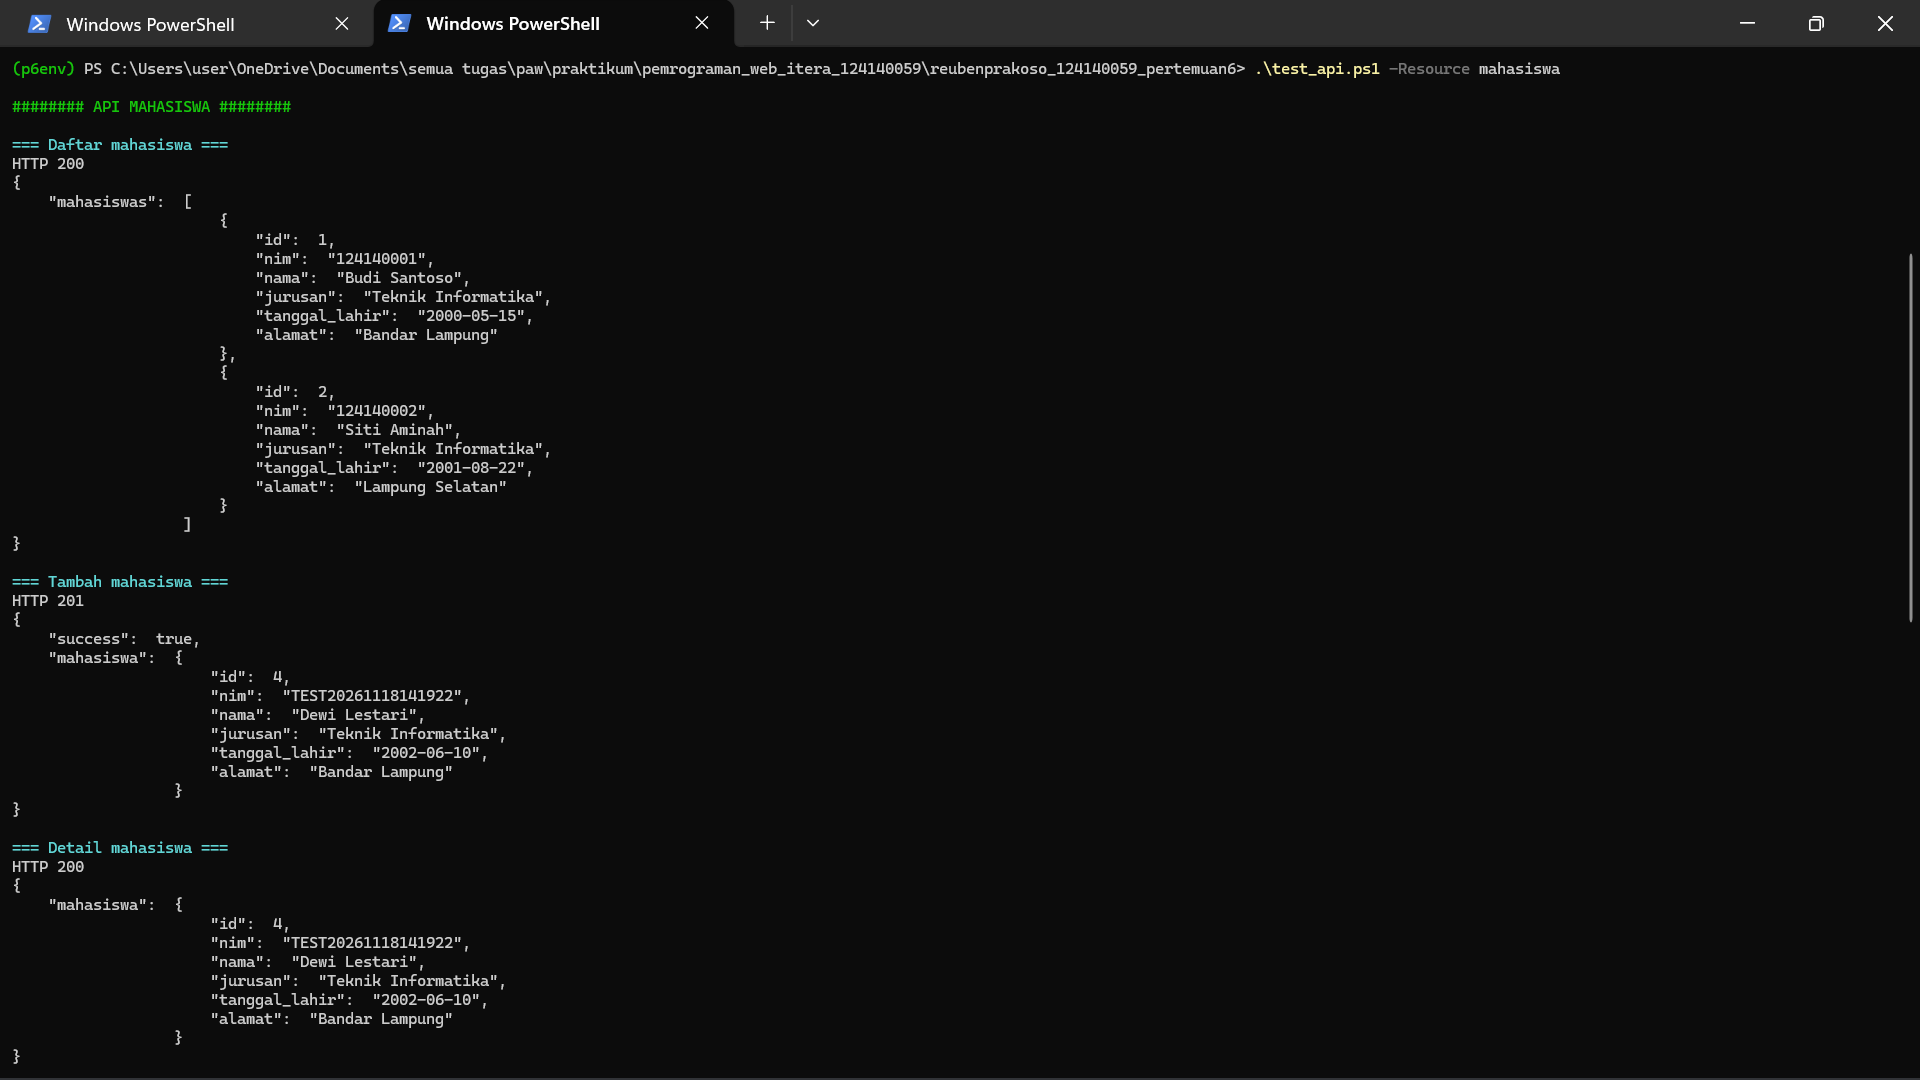 Windows PowerShell
Windows PowerShell
(p6env) PS C:\Users\user\OneDrive\Documents\semua tugas\paw\praktikum\pemrograman_web_itera_124140059\reubenprakoso_124140059_pertemuan6> .\test_api.ps1 -Resource mahasiswa
######## API MAHASISWA ########
=== Daftar mahasiswa ===
HTTP 200
{
    "mahasiswas":  [
                       {
                           "id":  1,
                           "nim":  "124140001",
                           "nama":  "Budi Santoso",
                           "jurusan":  "Teknik Informatika",
                           "tanggal_lahir":  "2000-05-15",
                           "alamat":  "Bandar Lampung"
                       },
                       {
                           "id":  2,
                           "nim":  "124140002",
                           "nama":  "Siti Aminah",
                           "jurusan":  "Teknik Informatika",
                           "tanggal_lahir":  "2001-08-22",
                           "alamat":  "Lampung Selatan"
                       }
                   ]
}
=== Tambah mahasiswa ===
HTTP 201
{
    "success":  true,
    "mahasiswa":  {
                      "id":  4,
                      "nim":  "TEST20261118141922",
                      "nama":  "Dewi Lestari",
                      "jurusan":  "Teknik Informatika",
                      "tanggal_lahir":  "2002-06-10",
                      "alamat":  "Bandar Lampung"
                  }
}
=== Detail mahasiswa ===
HTTP 200
{
    "mahasiswa":  {
                      "id":  4,
                      "nim":  "TEST20261118141922",
                      "nama":  "Dewi Lestari",
                      "jurusan":  "Teknik Informatika",
                      "tanggal_lahir":  "2002-06-10",
                      "alamat":  "Bandar Lampung"
                  }
}